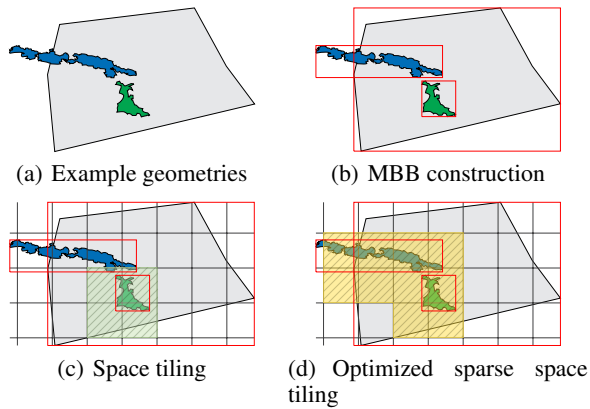 (a) Example geometries
(b) MBB construction
(c) Space tiling
(d) Optimized sparse space
tiling